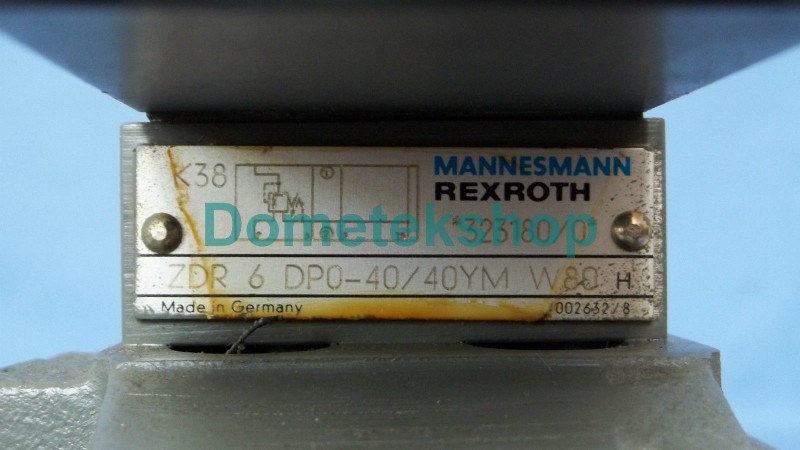 K38
MANNESMANN
REXROTH
Dometekshop
ZDR 6 DP0-40/40YM W80 H
Made in Germany
002632/8